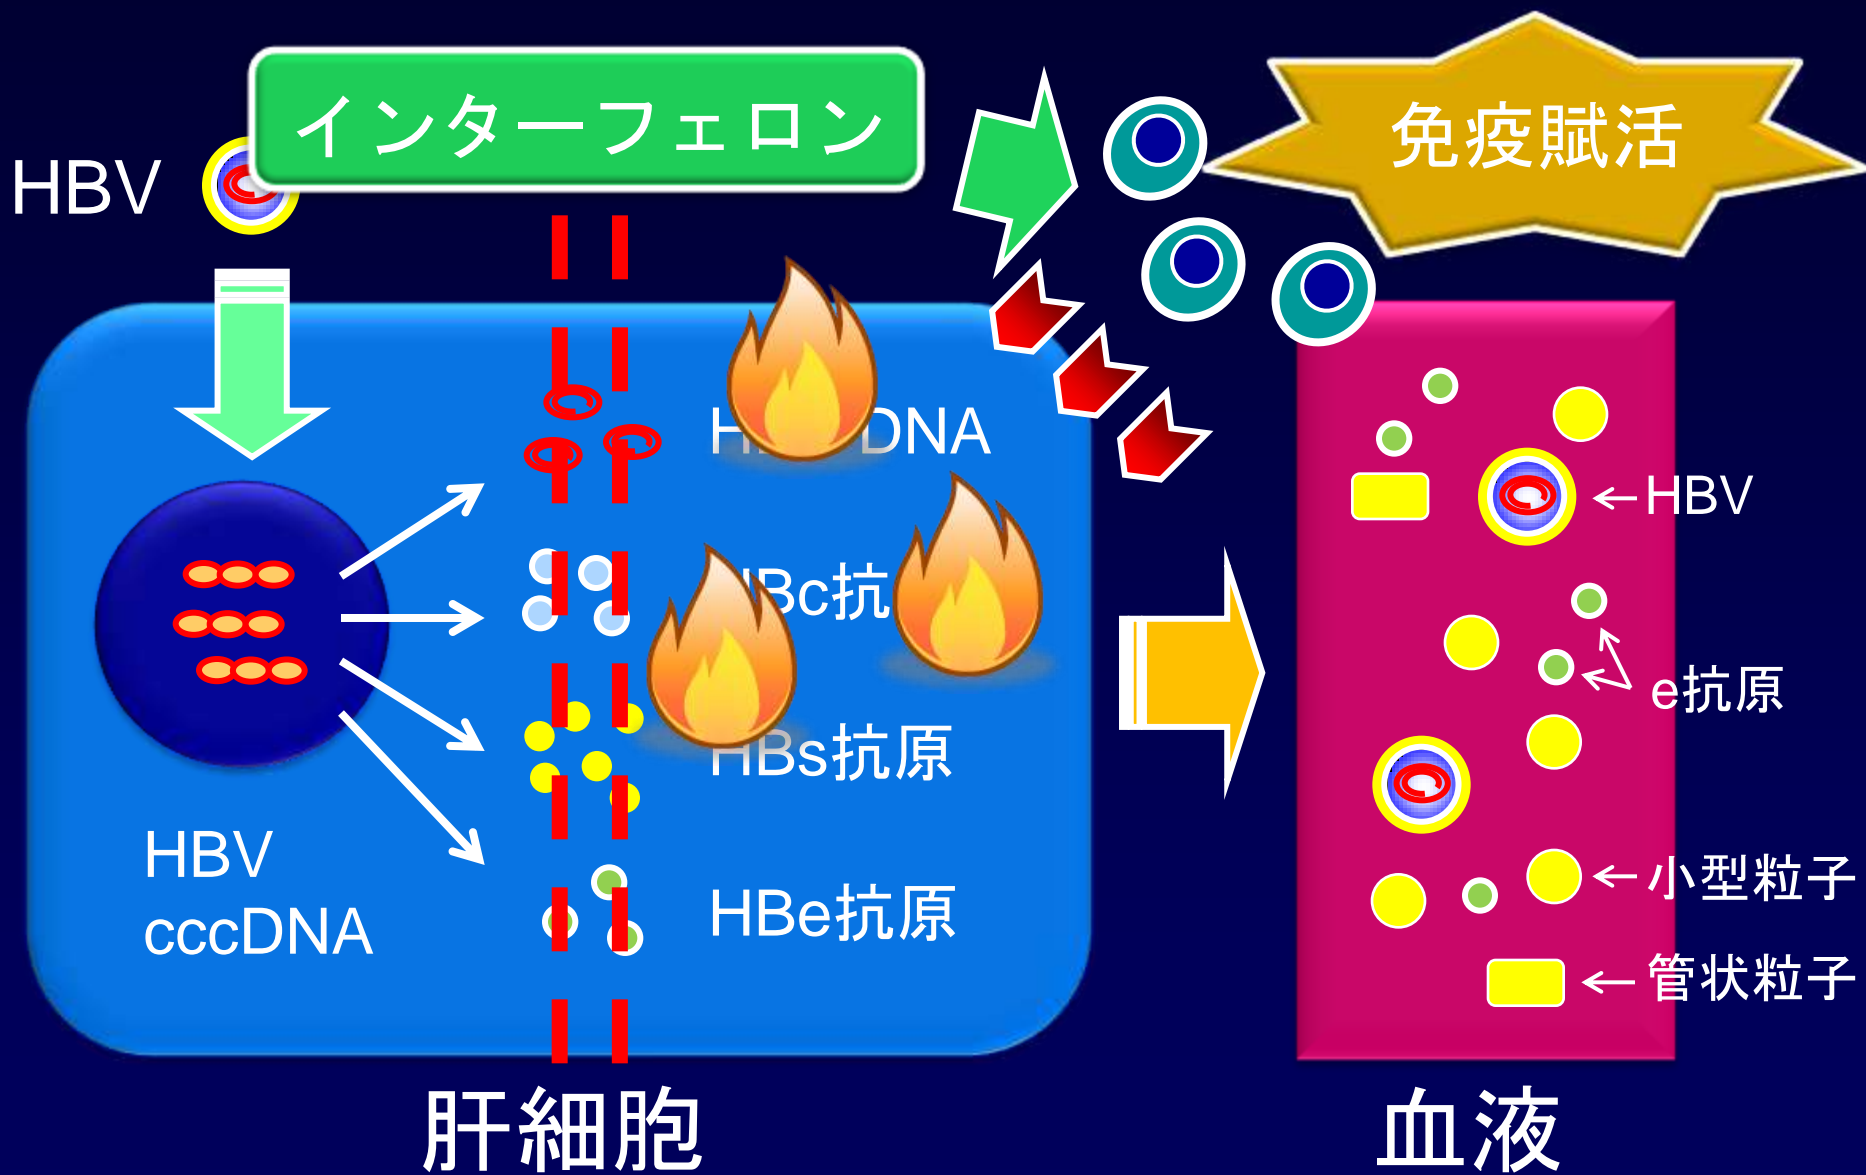 インターフェロン
免疫賦活
HBV
DNA
HBV
HBc抗
e抗原
HBs抗原
HBV
cccDNA
HBe抗原
小型粒子
管状粒子
肝細胞
血液